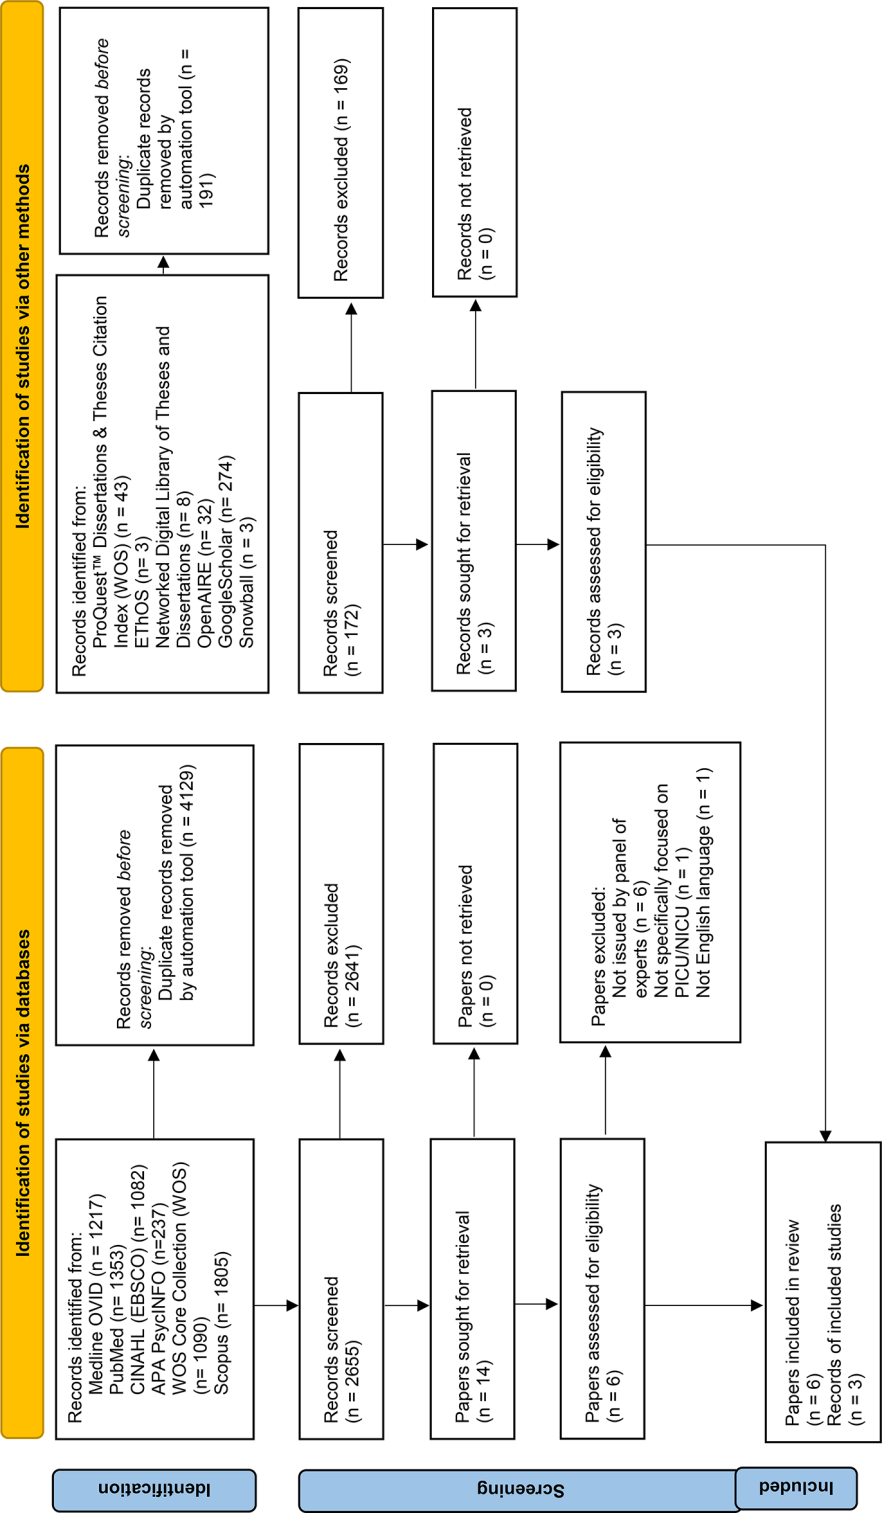 Identification of studies via databases
Identification of studies via other methods
Identification
Records identified from:
Medline OVID (n = 1217)
PubMed (n= 1353)
CINAHL (EBSCO) (n= 1082)
APA PsycINFO (n=237)
WOS Core Collection (WOS)
(n= 1090)
Scopus (n= 1805)
Records removed before
screening:
Duplicate records removed
by automation tool (n = 4129)
Records identified from:
ProQuest™ Dissertations & Theses Citation
Index (WOS) (n = 43)
EThOS (n= 3)
Networked Digital Library of Theses and
Dissertations (n= 8)
OpenAIRE (n= 32)
GoogleScholar (n= 274)
Snowball (n = 3)
Records removed before
screening:
Duplicate records
removed by
automation tool (n =
191)
Screening
Records screened
(n = 2655)
Records excluded
(n = 2641)
Records screened
(n = 172)
Records excluded (n = 169)
Papers sought for retrieval
(n = 14)
Papers not retrieved
(n = 0)
Records sought for retrieval
(n = 3)
Records not retrieved
(n = 0)
Papers assessed for eligibility
(n = 6)
Papers excluded:
Not issued by panel of
experts (n = 6)
Not specifically focused on
PICU/NICU (n = 1)
Not English language (n = 1)
Records assessed for eligibility
(n = 3)
Included
Papers included in review
(n = 6)
Records of included studies
(n = 3)